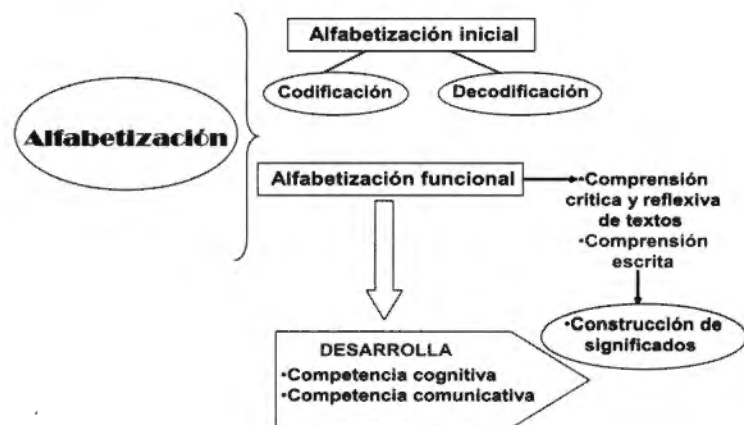 Alfabetización
Alfabetización inicial
Codificación
Decodificación
Alfabetización funcional
•Comprensión
crítica y reflexiva
de textos
•Comprensión
escrita
•Construcción de
significados
DESARROLLA
•Competencia cognitiva
•Competencia comunicativa